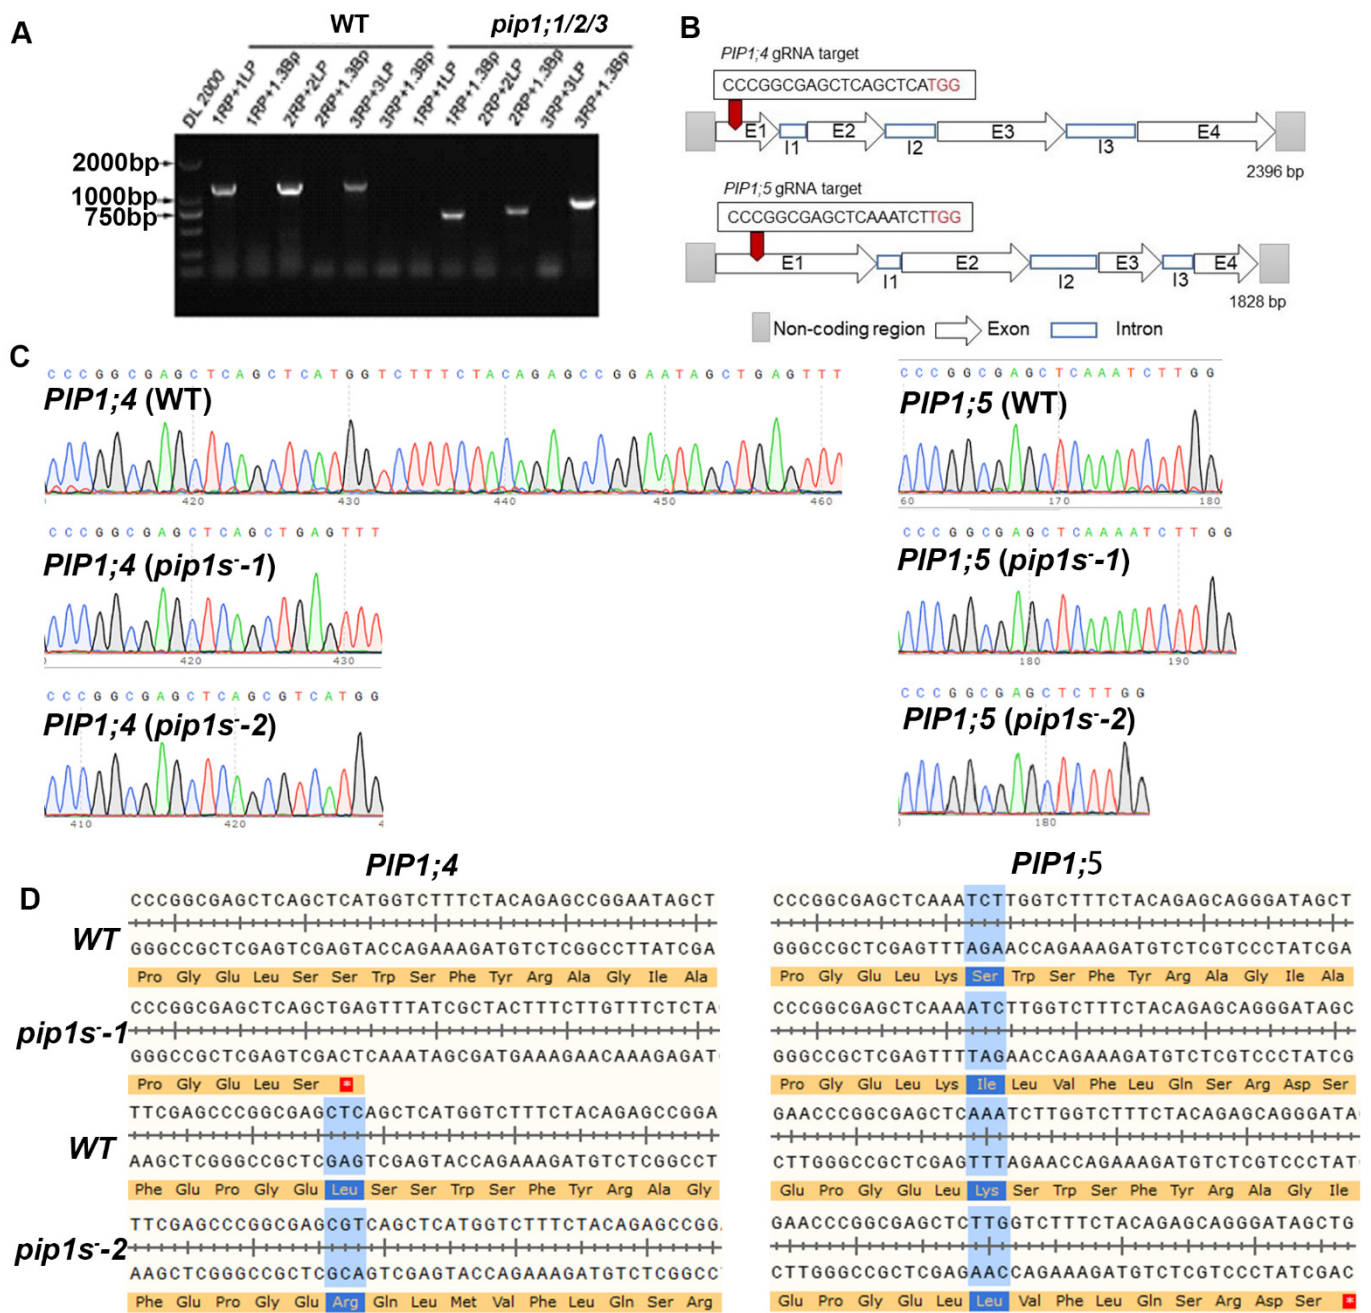 A
WT
pip1;1/2/3
DL 2000
1RP+1LP
1RP+1.3Bp
2RP+2LP
2RP+1.3Bp
3RP+3LP
3RP+1.3Bp
1RP+1LP
1RP+1.3Bp
2RP+2LP
2RP+1.3Bp
3RP+3LP
3RP+1.3Bp
2000bp
1000bp
750bp
B
PIP1;4 gRNA target
CCCGGCGAGCTCAGCTCATGG
E1 I1 E2 I2 E3 I3 E4
2396 bp
PIP1;5 gRNA target
CCCGGCGAGCTCAAATCTTGG
E1 I1 E2 I2 E3 I3 E4
1828 bp
Non-coding region Exon Intron
C
C C C G G C G A G C T C A G C T C A T G G T C T T T C T A C A G A G C C G G A A T A G C T G A G T T T
PIP1;4 (WT)
420 430 440 450 460
C C C G G C G A G C T C A A A T C T T G G
PIP1;5 (WT)
60 170 180
C C C G G C G A G C T C A G C T G A G T T T
PIP1;4 (pip1s⁻-1)
420 430
C C C G G C G A G C T C A A A A T C T T G G
PIP1;5 (pip1s⁻-1)
180 190
C C C G G C G A G C T C A G C G T C A T G G
PIP1;4 (pip1s⁻-2)
410 420 4
C C C G G C G A G C T C T T G G
PIP1;5 (pip1s⁻-2)
180
D
PIP1;4
WT
CCCGGCGAGCTCAGCTCATGGTCTTTCTACAGAGCCGGAATAGCT
GGGCCGCTCGAGTCGAGTACCAGAAAGATGTCTCGGCCTTATCGA
Pro Gly Glu Leu Ser Ser Trp Ser Phe Tyr Arg Ala Gly Ile Ala
pip1s⁻-1
CCCGGCGAGCTCAGCTGAGTTTATCGCTACTTTCTTGTTTCTCTA
GGGCCGCTCGAGTCGACTCAAATAGCGATGAAAGAACAAAGAGAT
Pro Gly Glu Leu Ser *
WT
TTCGAGCCCGGCGAGCTCAGCTCATGGTCTTTCTACAGAGCCGGA
AAGCTCGGGCCGCTCGAGTCGAGTACCAGAAAGATGTCTCGGCCT
Phe Glu Pro Gly Glu Leu Ser Ser Trp Ser Phe Tyr Arg Ala Gly
pip1s⁻-2
TTCGAGCCCGGCGAGCGTCAGCTCATGGTCTTTCTACAGAGCCGG
AAGCTCGGGCCGCTCGCAGTCGAGTACCAGAAAGATGTCTCGGCC
Phe Glu Pro Gly Glu Arg Gln Leu Met Val Phe Leu Gln Ser Arg
PIP1;5
CCCGGCGAGCTCAAATCTTGGTCTTTCTACAGAGCAGGGATAGCT
GGGCCGCTCGAGTTTAGAACCAGAAAGATGTCTCGTCCCTATCGA
Pro Gly Glu Leu Lys Ser Trp Ser Phe Tyr Arg Ala Gly Ile Ala
CCCGGCGAGCTCAAAATCTTGGTCTTTCTACAGAGCAGGGATAGC
GGGCCGCTCGAGTTTTAGAACCAGAAAGATGTCTCGTCCCTATCG
Pro Gly Glu Leu Lys Ile Leu Val Phe Leu Gln Ser Arg Asp Ser
GAACCCGGCGAGCTCAAATCTTGGTCTTTCTACAGAGCAGGGATA
CTTGGGCCGCTCGAGTTTAGAACCAGAAAGATGTCTCGTCCCTAT
Glu Pro Gly Glu Leu Lys Ser Trp Ser Phe Tyr Arg Ala Gly Ile
GAACCCGGCGAGCTCTTGGTCTTTCTACAGAGCAGGGATAGCTG
CTTGGGCCGCTCGAGAACCAGAAAGATGTCTCGTCCCTATCGAC
Glu Pro Gly Glu Leu Leu Val Phe Leu Gln Ser Arg Asp Ser *